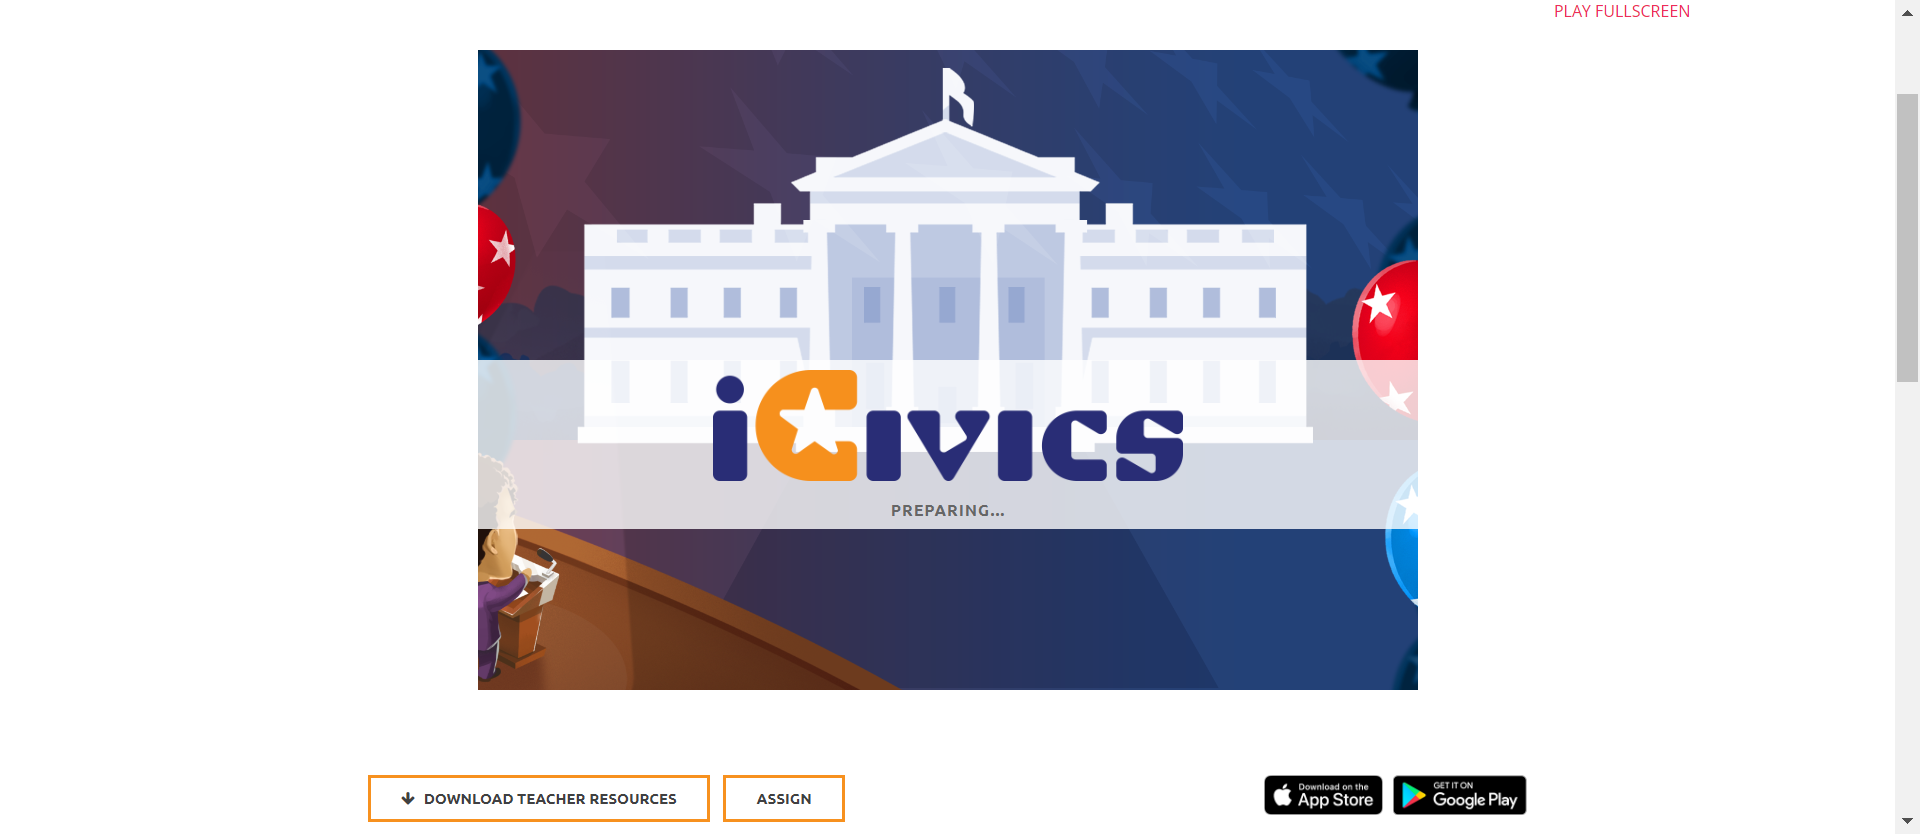 PLAY FULLSCREEN
iCivics
PREPARING...
DOWNLOAD TEACHER RESOURCES
ASSIGN
Download on the
App Store
GET IT ON
Google Play